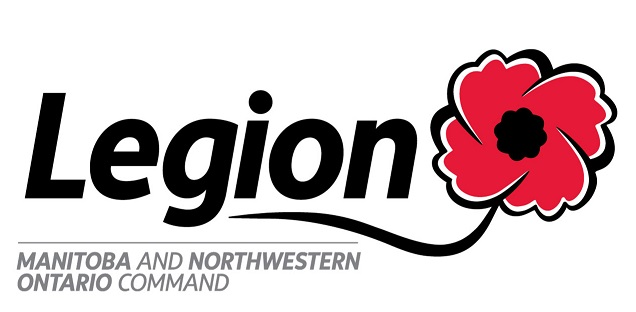 Legion
MANITOBA AND NORTHWESTERN
ONTARIO COMMAND